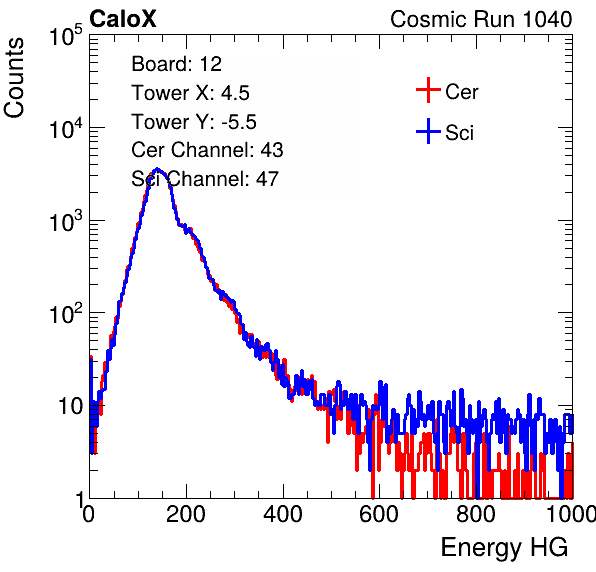 CaloX Cosmic Run 1040
Counts
10^5
10^4
10^3
10^2
10
1
Board: 12
Tower X: 4.5
Tower Y: -5.5
Cer Channel: 43
Sci Channel: 47
Cer
Sci
0 200 400 600 800 1000
Energy HG